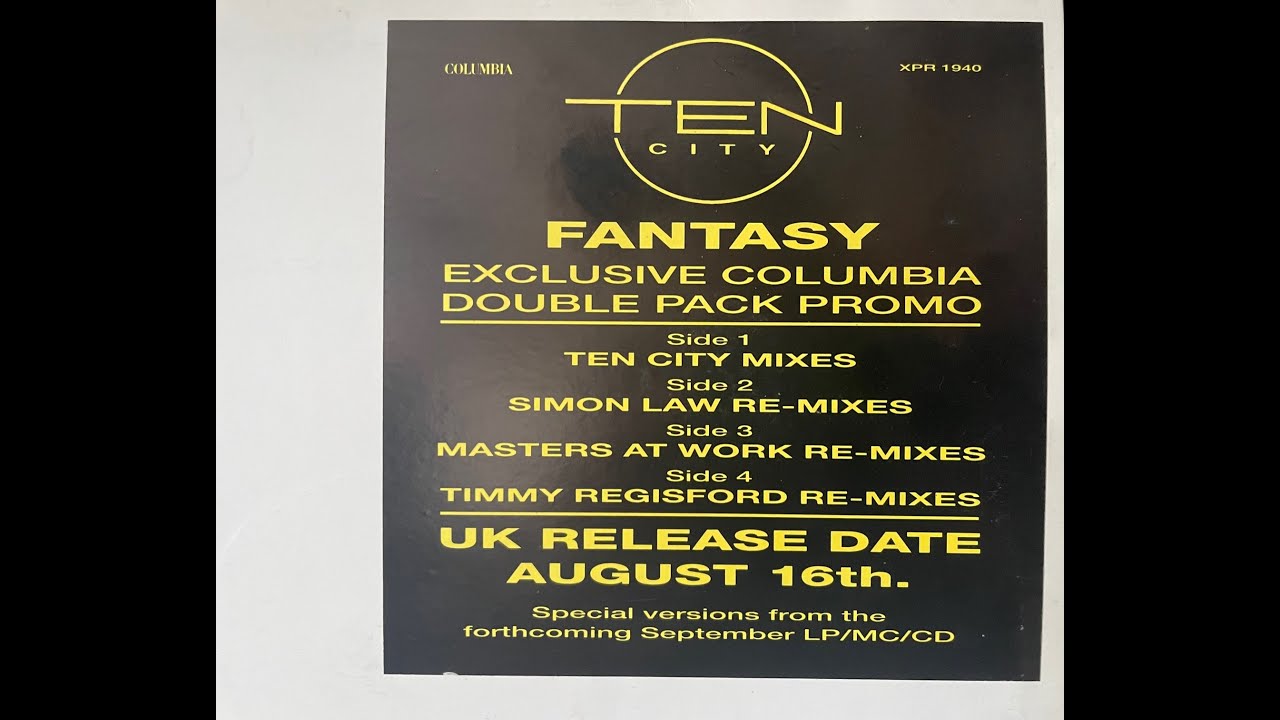 COLUMBIA
XPR 1940
TEN
CITY
FANTASY
EXCLUSIVE COLUMBIA
DOUBLE PACK PROMO
Side 1
TEN CITY MIXES
Side 2
SIMON LAW RE-MIXES
Side 3
MASTERS AT WORK RE-MIXES
Side 4
TIMMY REGISFORD RE-MIXES
UK RELEASE DATE
AUGUST 16th.
Special versions from the
forthcoming September LP/MC/CD